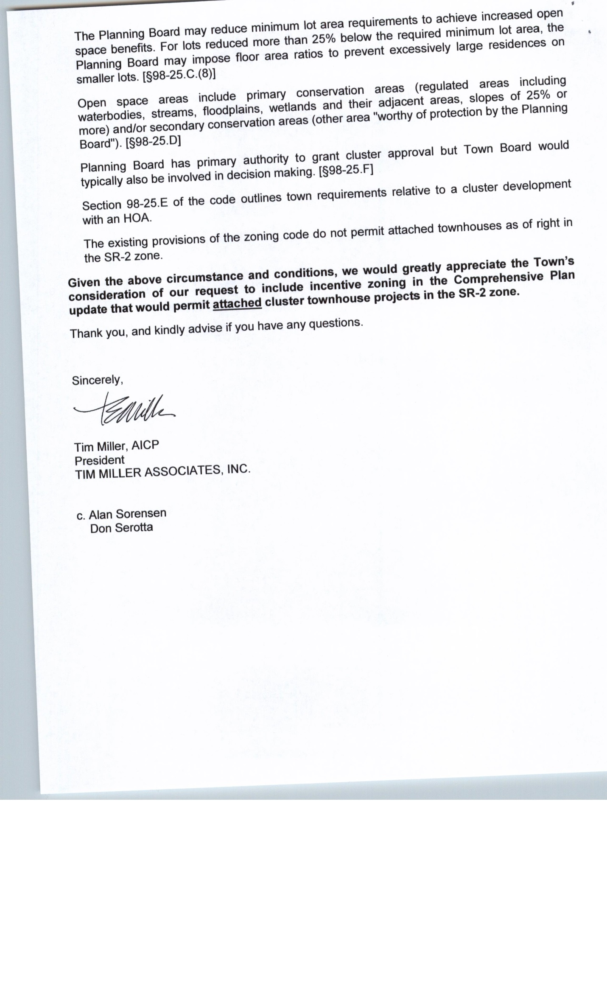 The Planning Board may reduce minimum lot area requirements to achieve increased open
space benefits. For lots reduced more than 25% below the required minimum lot area, the
Planning Board may impose floor area ratios to prevent excessively large residences on
smaller lots. [§98-25.C.(8)]
Open space areas include primary conservation areas (regulated areas including
waterbodies, streams, floodplains, wetlands and their adjacent areas, slopes of 25% or
more) and/or secondary conservation areas (other area "worthy of protection by the Planning
Board"). [§98-25.D]
Planning Board has primary authority to grant cluster approval but Town Board would
typically also be involved in decision making. [§98-25.F]
Section 98-25.E of the code outlines town requirements relative to a cluster development
with an HOA.
The existing provisions of the zoning code do not permit attached townhouses as of right in
the SR-2 zone.
Given the above circumstance and conditions, we would greatly appreciate the Town's
consideration of our request to include incentive zoning in the Comprehensive Plan
update that would permit attached cluster townhouse projects in the SR-2 zone.
Thank you, and kindly advise if you have any questions.
Sincerely,
Tim Miller, AICP
President
TIM MILLER ASSOCIATES, INC.
c. Alan Sorensen
Don Serotta